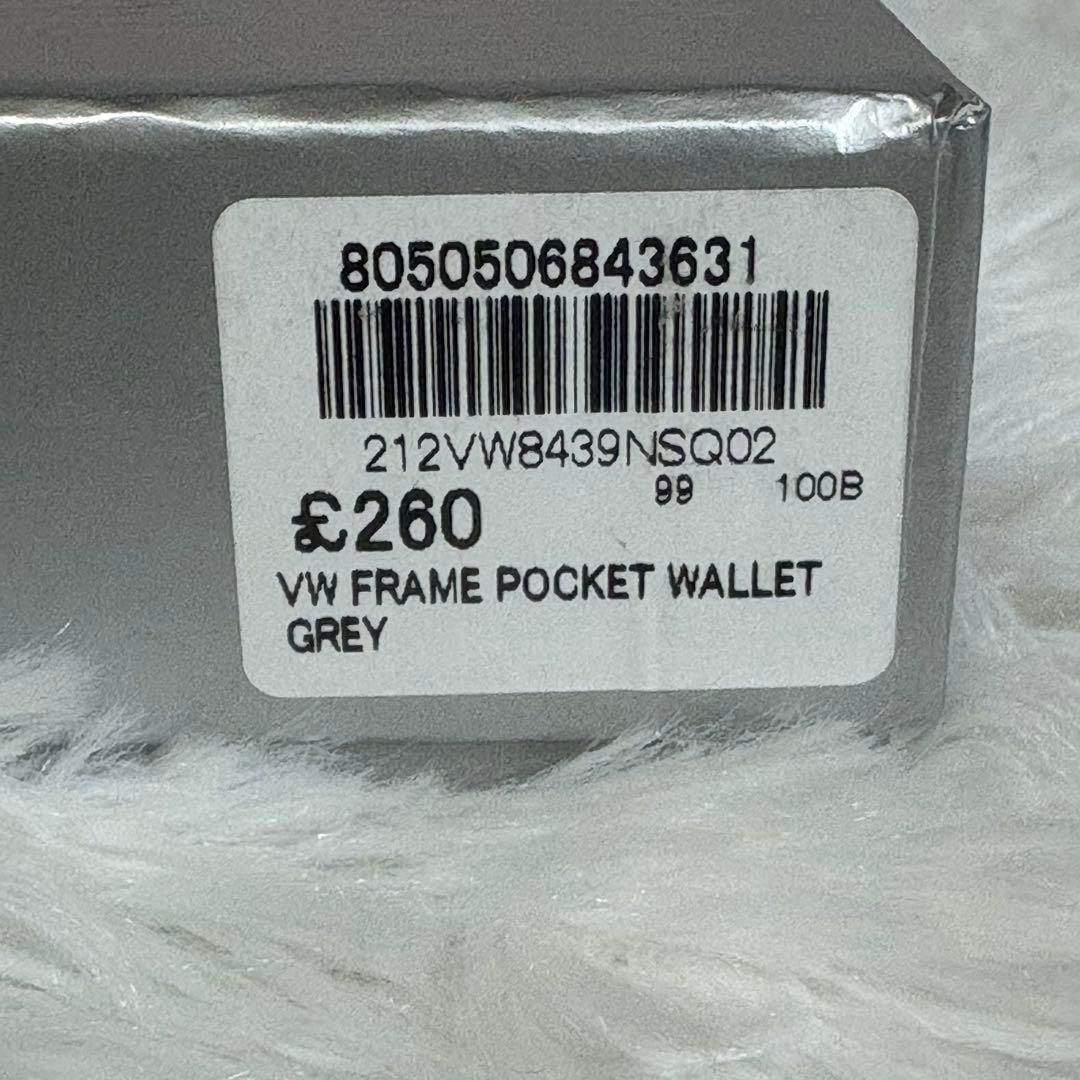 8050506843631
212VW8439NSQ02
99 100B
£260
VW FRAME POCKET WALLET
GREY